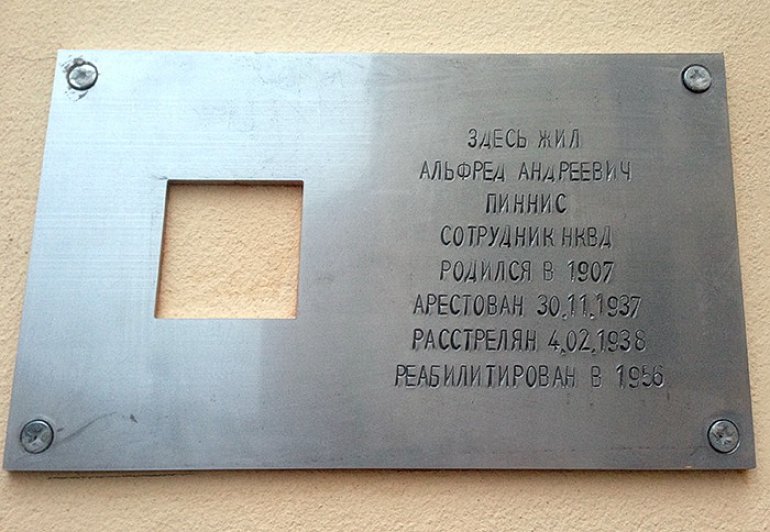 ЗДЕСЬ ЖИЛ
АЛЬФРЕД АНДРЕЕВИЧ
ПИННИС
СОТРУДНИК НКВД
РОДИЛСЯ В 1907
АРЕСТОВАН 30.11.1937
РАССТРЕЛЯН 4.02.1938
РЕАБИЛИТИРОВАН В 1956